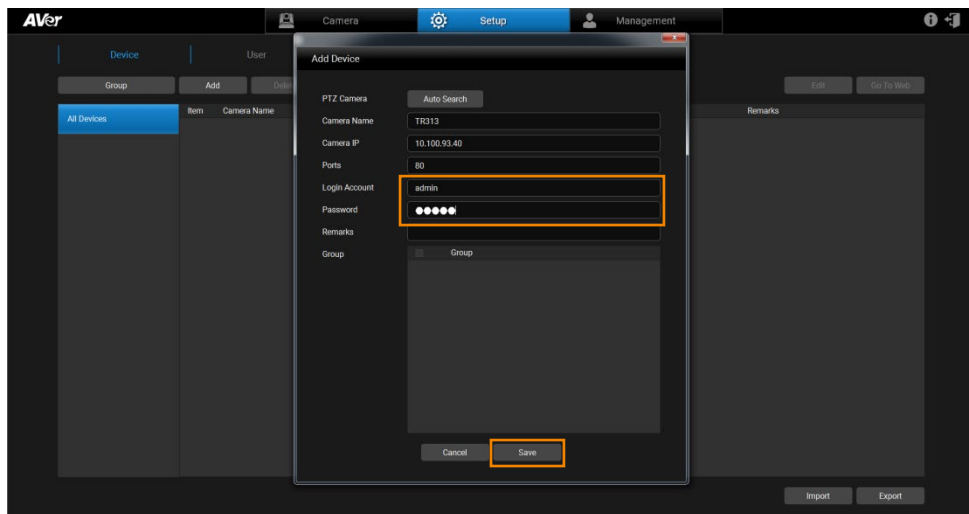 AVer Camera Setup Management
Device User
Add Device
Group Add Edit Go To Web
PTZ Camera Auto Search
All Devices Item Camera Name Remarks
Camera Name TR313
Camera IP 10.100.93.40
Ports 80
Login Account admin
Password ●●●●●
Remarks
Group Group
Cancel Save
Import Export